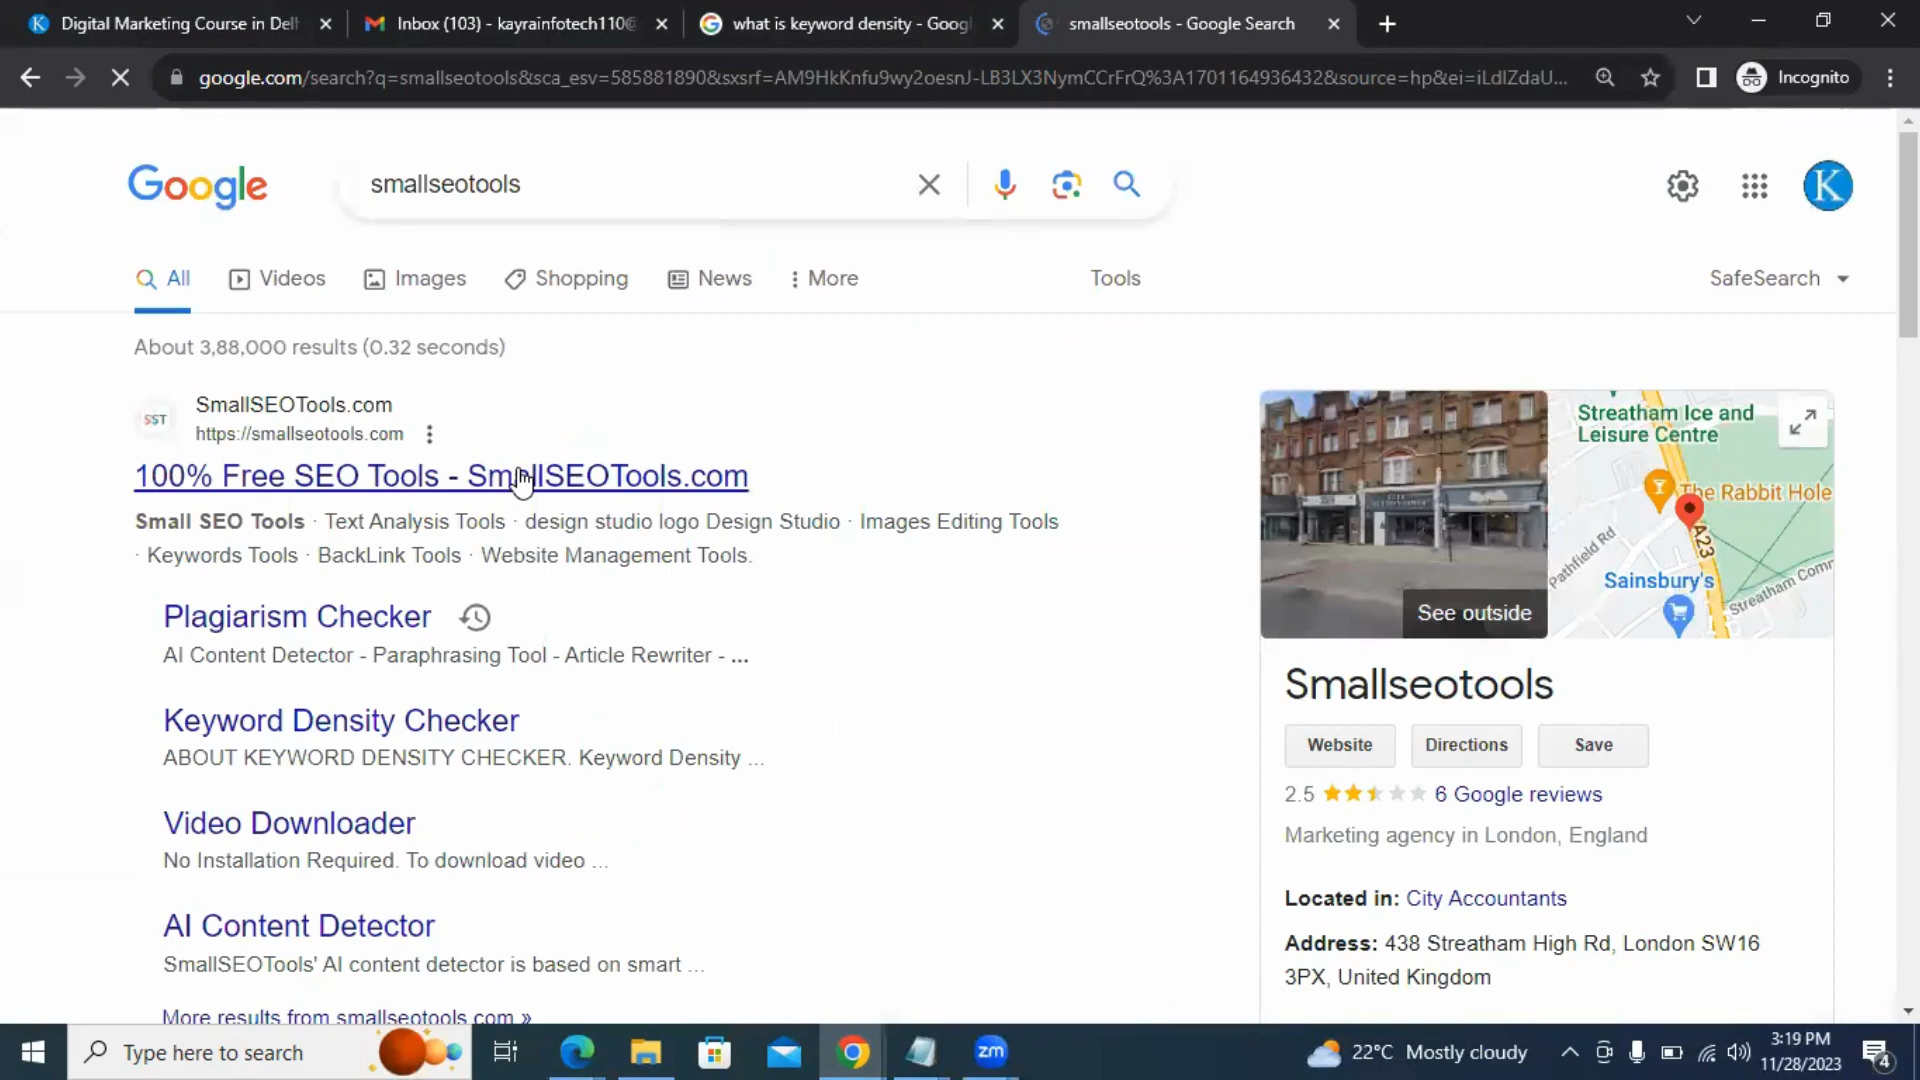 Digital Marketing Course in Delh
Inbox (103) - kayrainfotech110@
what is keyword density - Googl
smallseotools - Google Search
google.com/search?q=smallseotools&sca_esv=585881890&sxsrf=AM9HkKnfu9wy2oesnJ-LB3LX3NymCCrFrQ%3A1701164936432&source=hp&ei=iLdlZdaU...
Incognito
Google
smallseotools
K
All
Videos
Images
Shopping
News
More
Tools
SafeSearch
About 3,88,000 results (0.32 seconds)
SST
SmallSEOTools.com
https://smallseotools.com
100% Free SEO Tools - SmallSEOTools.com
Small SEO Tools · Text Analysis Tools · design studio logo Design Studio · Images Editing Tools
· Keywords Tools · BackLink Tools · Website Management Tools.
Plagiarism Checker
AI Content Detector - Paraphrasing Tool - Article Rewriter - ...
Keyword Density Checker
ABOUT KEYWORD DENSITY CHECKER. Keyword Density ...
Video Downloader
No Installation Required. To download video ...
AI Content Detector
SmallSEOTools' AI content detector is based on smart ...
More results from smallseotools.com »
See outside
Streatham Ice and
Leisure Centre
The Rabbit Hole
A23
Pathfield Rd
Sainsbury's
Streatham Comm
Smallseotools
Website
Directions
Save
2.5
6 Google reviews
Marketing agency in London, England
Located in: City Accountants
Address: 438 Streatham High Rd, London SW16
3PX, United Kingdom
Type here to search
zm
22°C Mostly cloudy
3:19 PM
11/28/2023
4